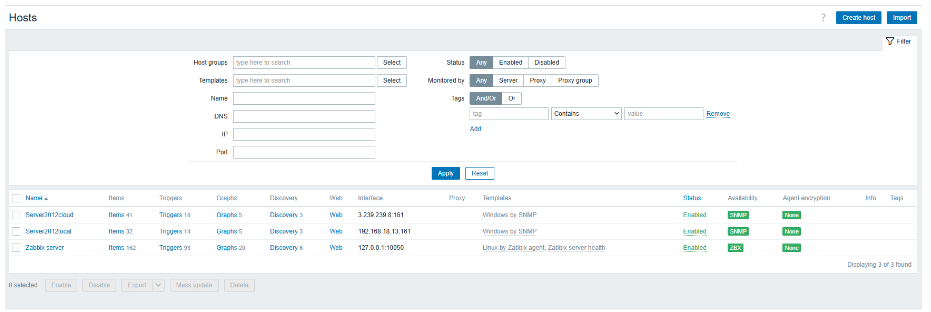 Hosts ? Create host Import
Filter
Host groups type here to search Select Status Any Enabled Disabled
Templates type here to search Select Monitored by Any Server Proxy Proxy group
Name Tags And/Or Or
DNS tag Contains value Remove
IP Add
Port
Apply Reset
Name Items Triggers Graphs Discovery Web Interface Proxy Templates Status Availability Agent encryption Info Tags
Server2012cloud Items 41 Triggers 18 Graphs 5 Discovery 3 Web 3.239.239.8:161 Windows by SNMP Enabled SNMP None
Server2012local Items 32 Triggers 14 Graphs 5 Discovery 3 Web 192.168.18.13:161 Windows by SNMP Enabled SNMP None
Zabbix server Items 162 Triggers 93 Graphs 20 Discovery 6 Web 127.0.0.1:10050 Linux by Zabbix agent, Zabbix server health Enabled ZBX None
Displaying 3 of 3 found
0 selected Enable Disable Export Mass update Delete